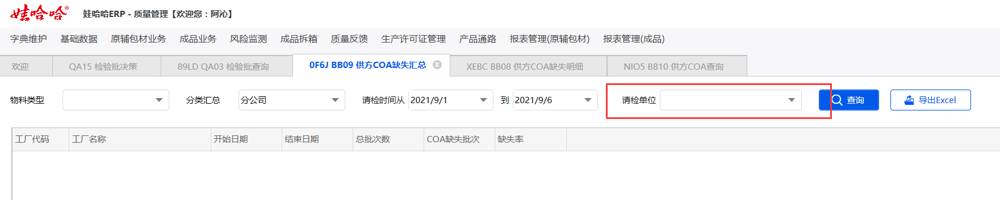 娃哈哈® 娃哈哈ERP - 质量管理【欢迎您：阿沁】
字典维护 基础数据 原辅包材业务 成品业务 风险监测 成品拆箱 质量反馈 生产许可证管理 产品通路 报表管理(原辅包材) 报表管理(成品)
欢迎 QA15 检验批决策 89LD QA03 检验批查询 0F6J BB09 供方COA缺失汇总 XEBC BB08 供方COA缺失明细 NIO5 BB10 供方COA查询
物料类型 分类汇总 分公司 请检时间从 2021/9/1 到 2021/9/6 请检单位 查询 导出Excel
工厂代码 工厂名称 开始日期 结束日期 总批次数 COA缺失批次 缺失率